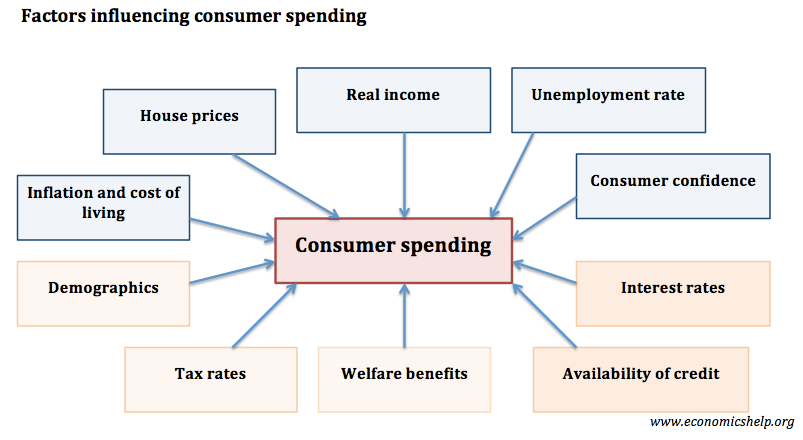 Factors influencing consumer spending
Real income
Unemployment rate
House prices
Consumer confidence
Inflation and cost of
living
Consumer spending
Demographics
Interest rates
Tax rates
Welfare benefits
Availability of credit
www.economicshelp.org